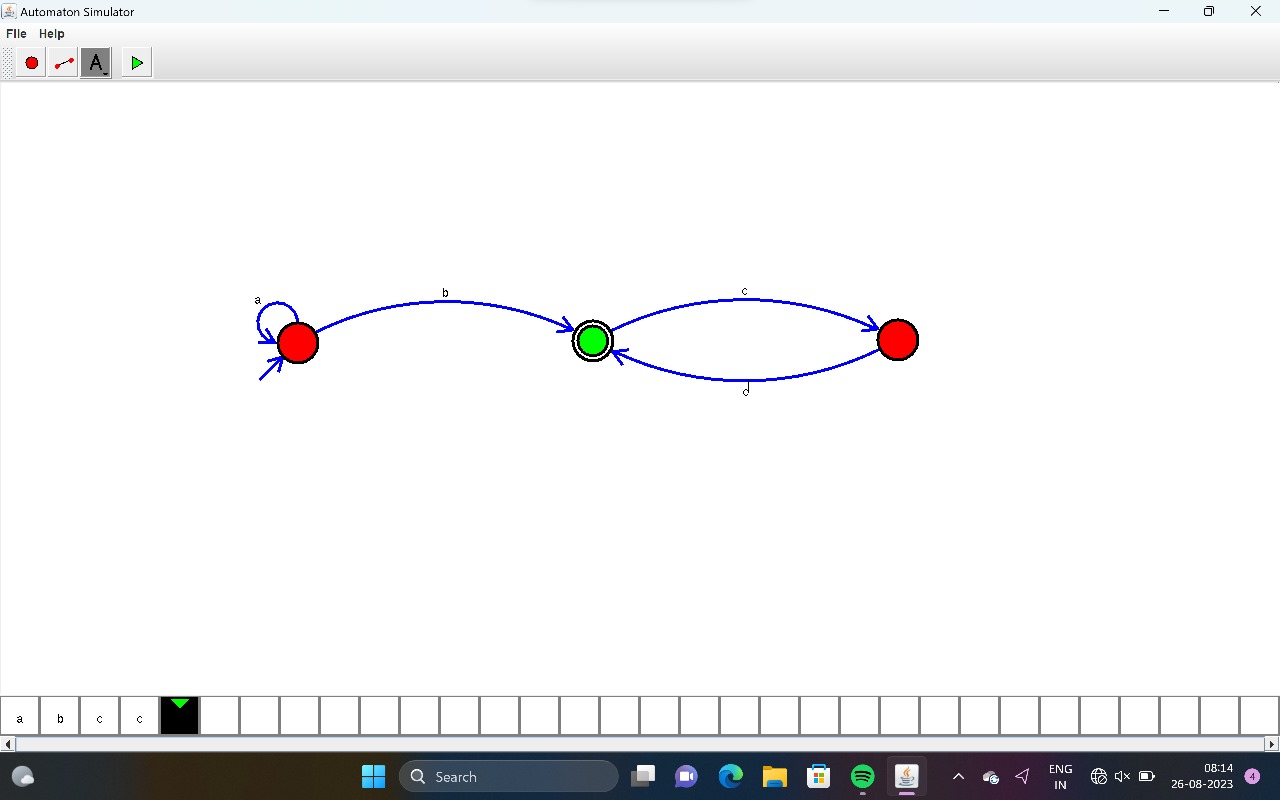 Automaton Simulator
File Help
A
a
b
c
d
a b c c
Search
ENG
IN
08:14
26-08-2023
4